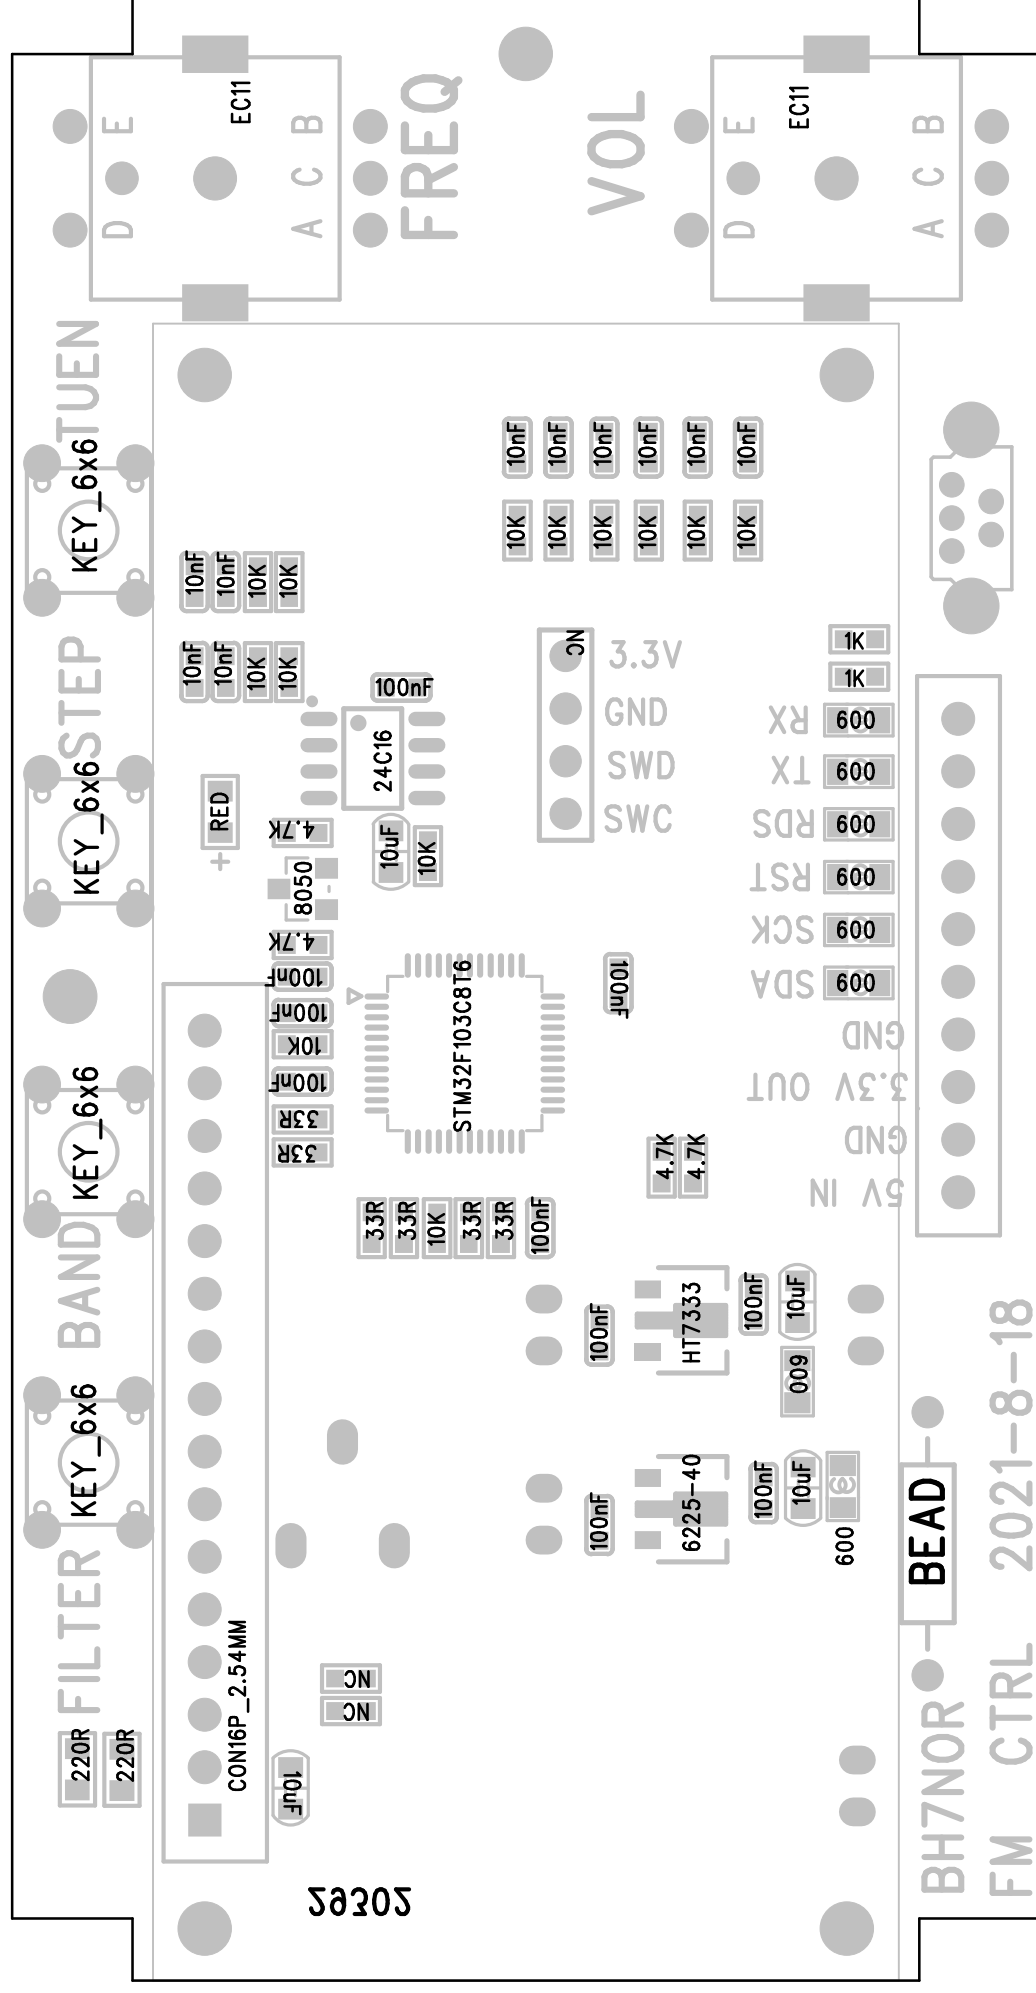 EC11
EC11
E
B
C
D
A
FREQ
VOL
E
B
C
D
A
TUEN
KEY_6x6
10nF
10nF
10nF
10nF
10nF
10nF
10K
10K
10K
10K
10K
10K
10nF
10nF
10K
10K
10nF
10nF
10K
10K
STEP
100nF
NC
3.3V
GND
SWD
SWC
1K
1K
RX
600
TX
600
RDS
600
RST
600
SCK
600
SDA
600
GND
3.3V OUT
GND
5V IN
KEY_6x6
RED
+
24C16
4.7K
10uF
10K
8050
4.7K
100nF
100nF
10K
100nF
33R
33R
STM32F103C8T6
100nF
4.7K
4.7K
KEY_6x6
BAND
33R
33R
10K
33R
33R
100nF
100nF
HT7333
100nF
10uF
600
KEY_6x6
FILTER
100nF
6225-40
100nF
10uF
600
BEAD
220R
220R
CON16P_2.54MM
NC
NC
10uF
29302
BH7NOR
FM CTRL 2021-8-18